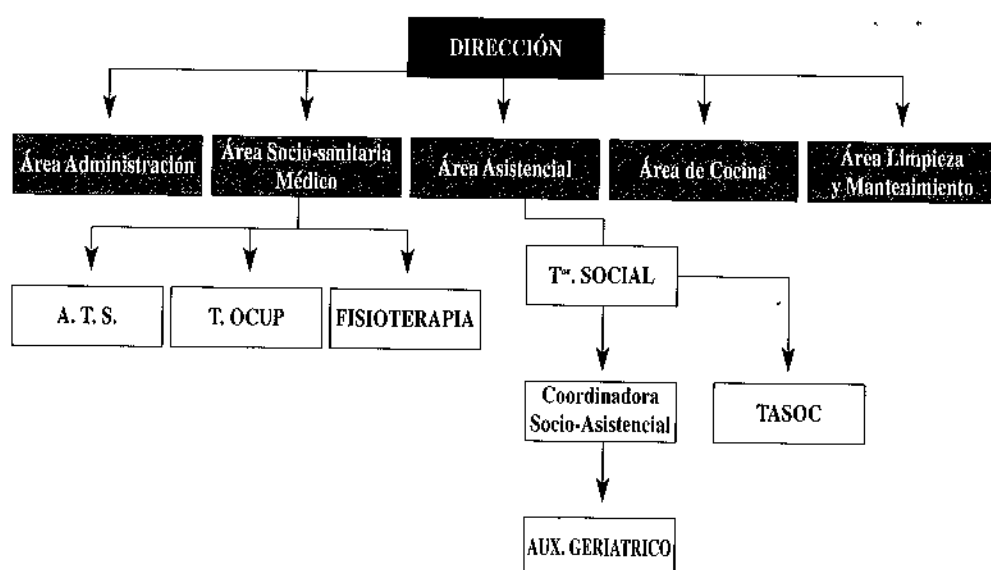 DIRECCIÓN
Área Administración
Área Socio-sanitaria
Médico
Área Asistencial
Área de Cocina
Área Limpieza
y Mantenimiento
A. T. S.
T. OCUP
FISIOTERAPIA
Tᵒʳ. SOCIAL
Coordinadora
Socio-Asistencial
TASOC
AUX. GERIATRICO